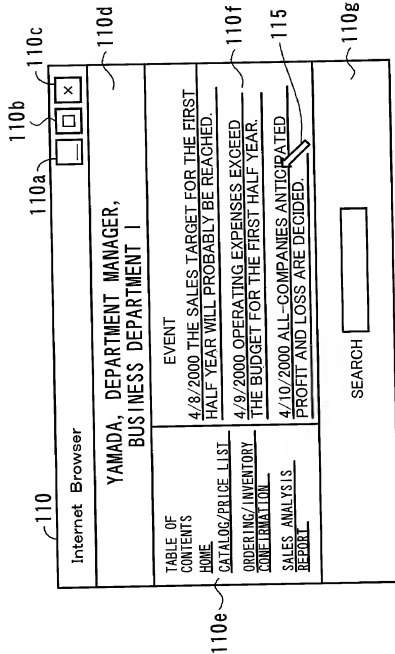 110
Internet Browser
110a
110b
110c
110d
YAMADA, DEPARTMENT MANAGER,
BUSINESS DEPARTMENT I
110e
TABLE OF
CONTENTS
HOME
CATALOG/PRICE LIST
ORDERING/INVENTORY
CONFIRMATION
SALES ANALYSIS
REPORT
EVENT
4/8/2000 THE SALES TARGET FOR THE FIRST
HALF YEAR WILL PROBABLY BE REACHED.
4/9/2000 OPERATING EXPENSES EXCEED
THE BUDGET FOR THE FIRST HALF YEAR.
4/10/2000 ALL-COMPANIES ANTICIPATED
PROFIT AND LOSS ARE DECIDED.
110f
115
SEARCH
110g